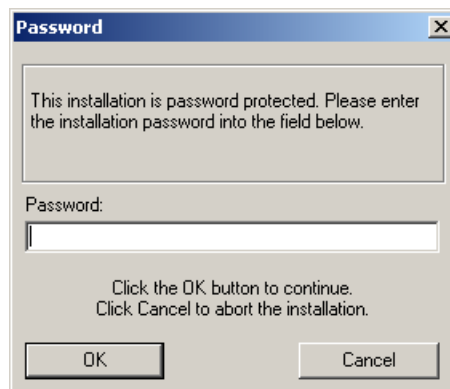 Password
This installation is password protected. Please enter
the installation password into the field below.
Password:
Click the OK button to continue.
Click Cancel to abort the installation.
OK
Cancel